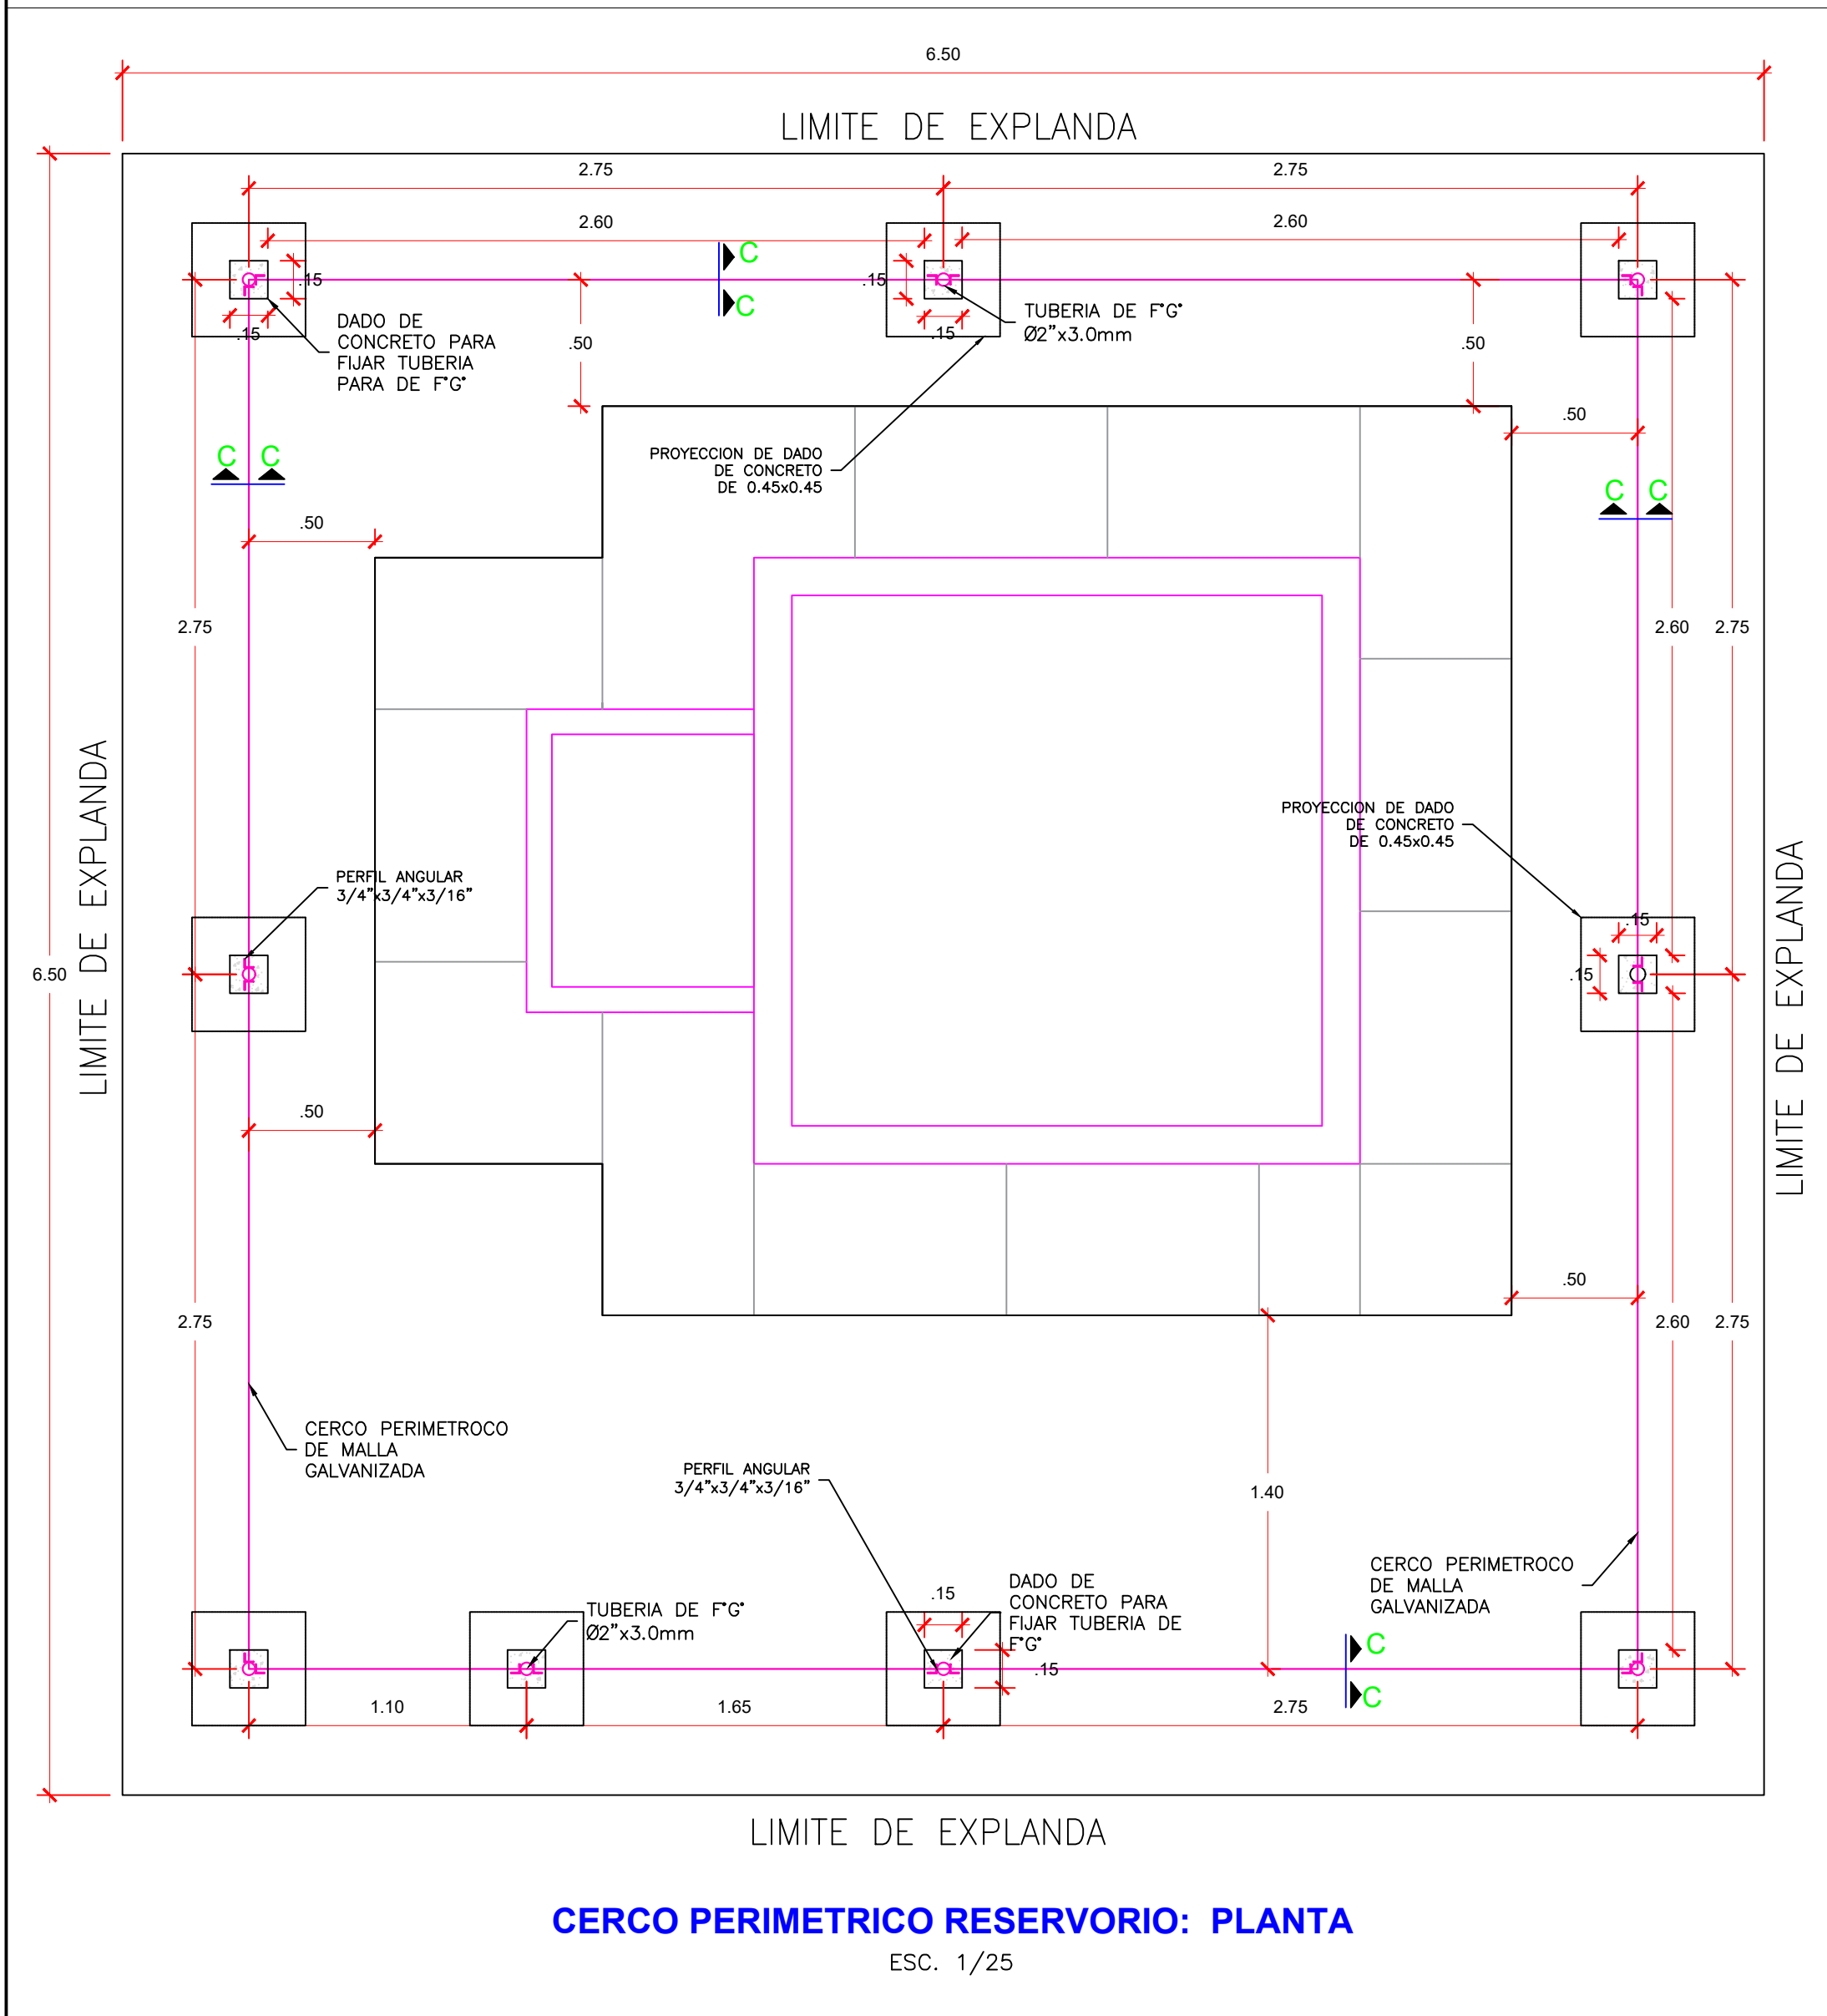 6.50
LIMITE DE EXPLANDA
2.75
2.75
2.60
2.60
C
C
.15
.15
.15
.15
TUBERIA DE F°G°
Ø2"x3.0mm
DADO DE
CONCRETO PARA
FIJAR TUBERIA
PARA DE F°G°
.50
.50
.50
PROYECCION DE DADO
DE CONCRETO
DE 0.45x0.45
C C
C C
.50
2.75
2.60
2.75
LIMITE DE EXPLANDA
PROYECCION DE DADO
DE CONCRETO
DE 0.45x0.45
LIMITE DE EXPLANDA
PERFIL ANGULAR
3/4"x3/4"x3/16"
.15
.15
6.50
.50
.50
2.75
2.60
2.75
CERCO PERIMETROCO
DE MALLA
GALVANIZADA
PERFIL ANGULAR
3/4"x3/4"x3/16"
1.40
CERCO PERIMETROCO
DE MALLA
GALVANIZADA
DADO DE
CONCRETO PARA
FIJAR TUBERIA DE
F°G°
.15
TUBERIA DE F°G°
Ø2"x3.0mm
.15
C
C
1.10
1.65
2.75
LIMITE DE EXPLANDA
CERCO PERIMETRICO RESERVORIO: PLANTA
ESC. 1/25